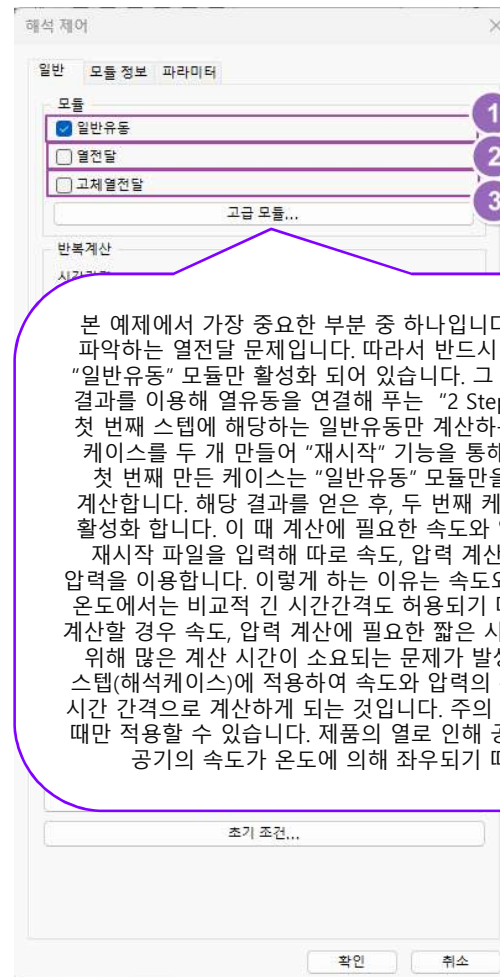 해석 제어
일반 모듈 정보 파라미터
모듈
일반유동
1
열전달
2
고체열전달
3
고급 모듈...
반복계산
본 예제에서 가장 중요한 부분 중 하나입니다
파악하는 열전달 문제입니다. 따라서 반드시
“일반유동” 모듈만 활성화 되어 있습니다. 그
결과를 이용해 열유동을 연결해 푸는 “2 Step
첫 번째 스텝에 해당하는 일반유동만 계산하
케이스를 두 개 만들어 “재시작” 기능을 통해
첫 번째 만든 케이스는 “일반유동” 모듈만을
계산합니다. 해당 결과를 얻은 후, 두 번째 케
활성화 합니다. 이 때 계산에 필요한 속도와
재시작 파일을 입력해 따로 속도, 압력 계산
압력을 이용합니다. 이렇게 하는 이유는 속도와
온도에서는 비교적 긴 시간간격도 허용되기
계산할 경우 속도, 압력 계산에 필요한 짧은 시
위해 많은 계산 시간이 소요되는 문제가 발생
스텝(해석케이스)에 적용하여 속도와 압력의
시간 간격으로 계산하게 되는 것입니다. 주의
때만 적용할 수 있습니다. 제품의 열로 인해 공
공기의 속도가 온도에 의해 좌우되기 때
초기 조건...
확인 취소